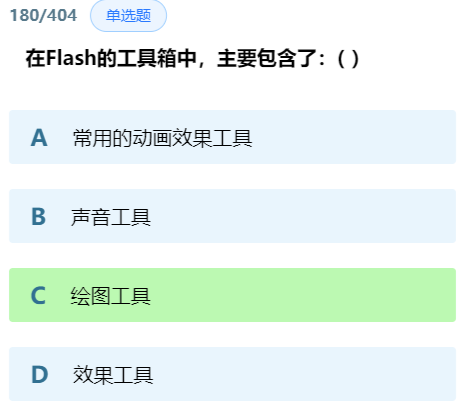 180/404 单选题
在Flash的工具箱中，主要包含了：( )
A 常用的动画效果工具
B 声音工具
C 绘图工具
D 效果工具